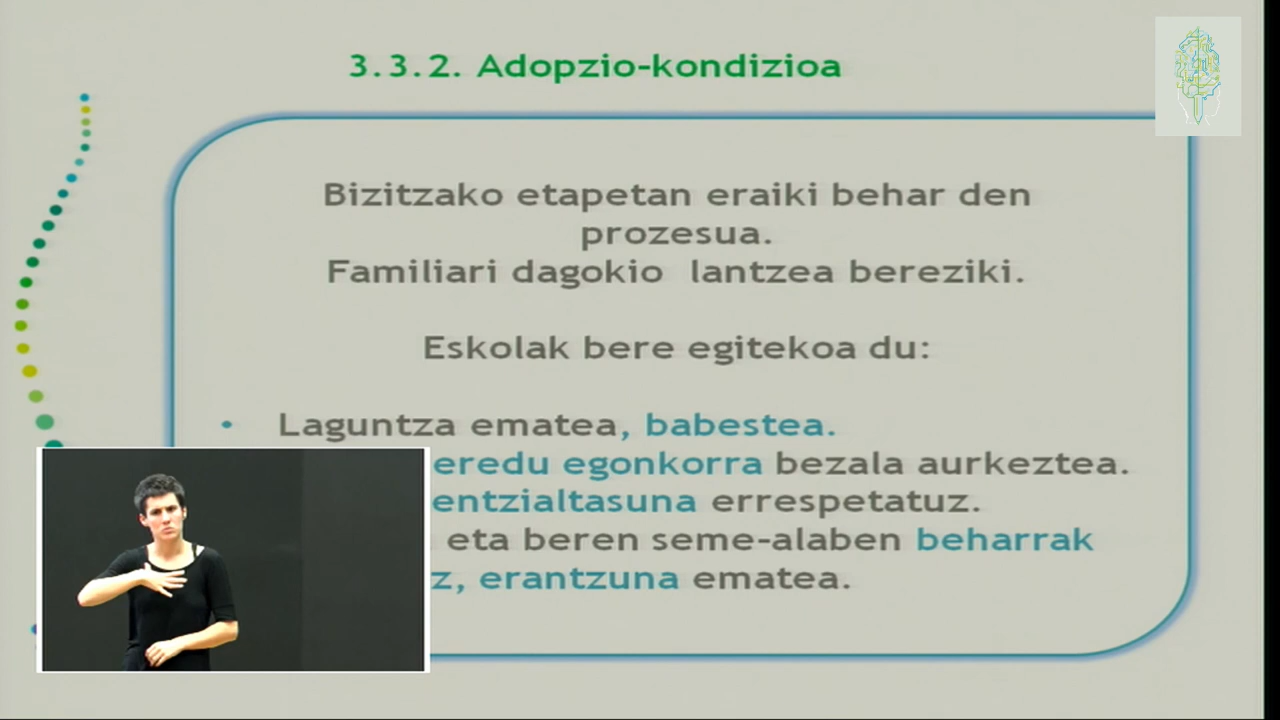 3.3.2. Adopzio-kondizioa
Bizitzako etapetan eraiki behar den
prozesua.
Familiari dagokio lantzea bereziki.
Eskolak bere egitekoa du:
• Laguntza ematea, babestea.
eredu egonkorra bezala aurkeztea.
entzialtasuna errespetatuz.
eta beren seme-alaben beharrak
z, erantzuna ematea.